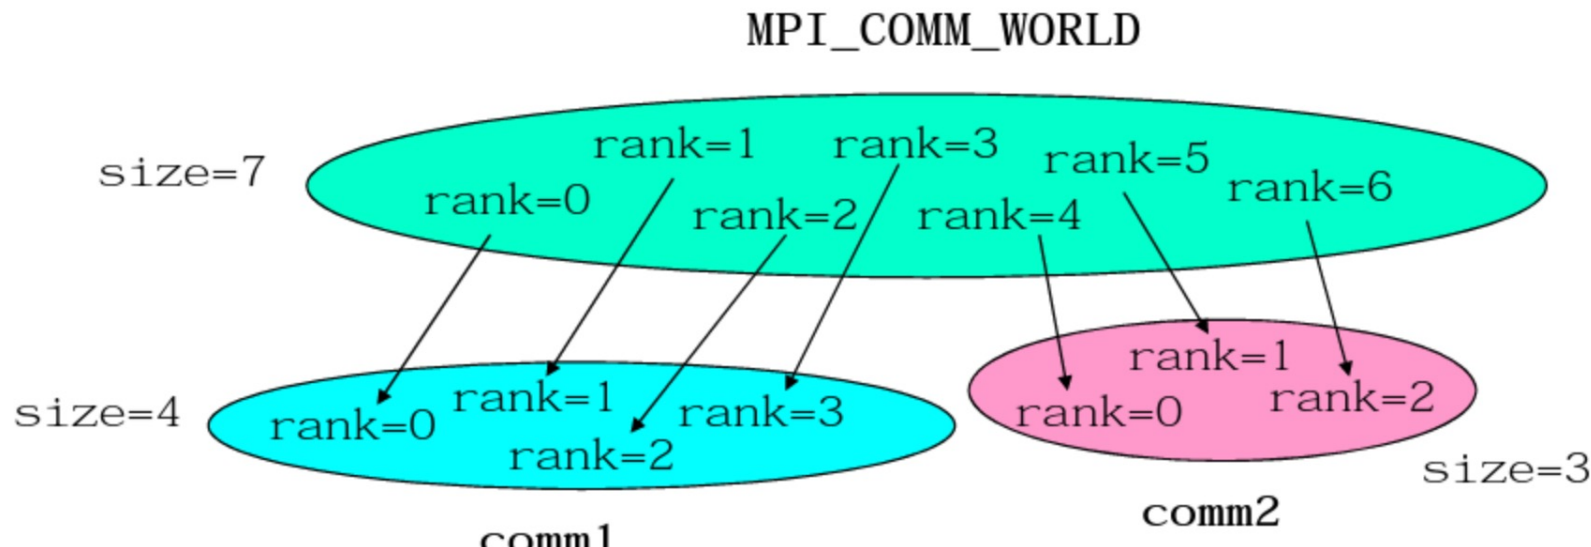 MPI_COMM_WORLD
size=7
rank=0
rank=1
rank=2
rank=3
rank=4
rank=5
rank=6
size=4
rank=0
rank=1
rank=2
rank=3
comm1
rank=0
rank=1
rank=2
size=3
comm2